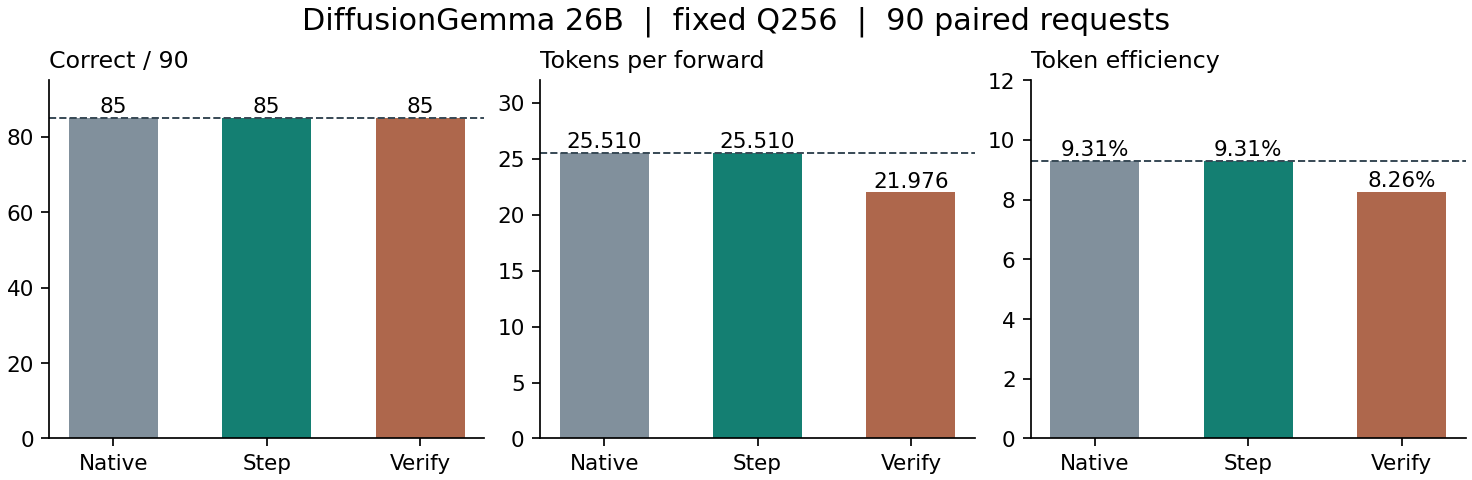 DiffusionGemma 26B | fixed Q256 | 90 paired requests
Correct / 90
85 85 85
80
60
40
20
0
Native Step Verify
Tokens per forward
30
25
20
15
10
5
0
25.510 25.510 21.976
Native Step Verify
Token efficiency
12
10
8
6
4
2
0
9.31% 9.31% 8.26%
Native Step Verify